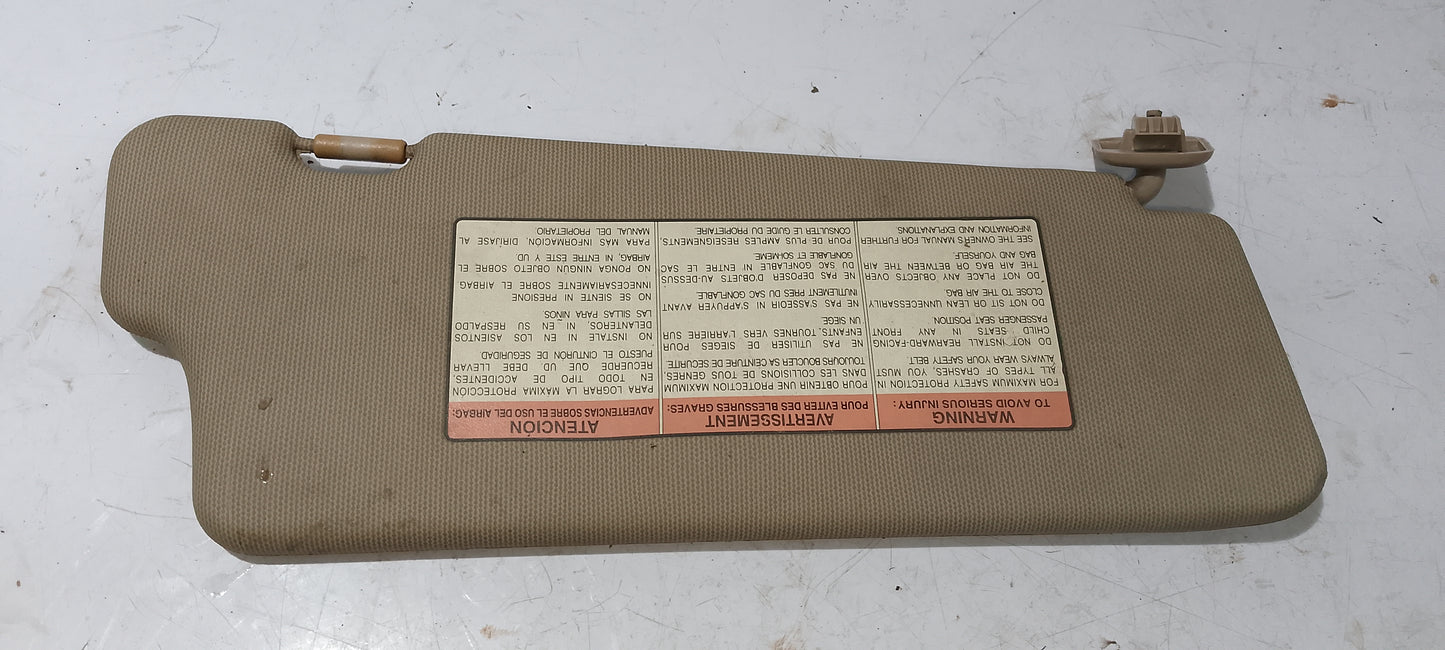 WARNING
TO AVOID SERIOUS INJURY:
FOR MAXIMUM SAFETY PROTECTION
ALL TYPES OF CRASHES, YOU MUST
ALWAYS WEAR YOUR SAFETY BELT.
DO NOT INSTALL REARWARD-FACING
CHILD SEATS IN ANY FRONT
PASSENGER SEAT POSITION.
DO NOT SIT OR LEAN UNNECESSARILY
CLOSE TO THE AIR BAG.
DO NOT PLACE ANY OBJECTS OVER
THE AIR BAG OR BETWEEN THE AIR
BAG AND YOURSELF.
SEE THE OWNER'S MANUAL FOR FURTHER
INFORMATION AND EXPLANATIONS.
AVERTISSEMENT
POUR EVITER DES BLESSURES GRAVES:
POUR OBTENIR UNE PROTECTION MAXIMUM
DANS LES COLLISIONS DE TOUS GENRES,
TOUJOURS BOUCLER SA CEINTURE DE SECURITE.
NE PAS UTILISER DE SIEGES POUR
ENFANTS, TOURNES VERS L'ARRIERE SUR
UN SIEGE.
NE PAS S'ASSEOIR NI S'APPUYER AVANT
INUTILEMENT PRES DU SAC GONFLABLE.
NE PAS DEPOSER D'OBJETS AU-DESSUS
DU SAC GONFLABLE NI ENTRE LE SAC
GONFLABLE ET SOI-MEME.
POUR DE PLUS AMPLES RESEIGNEMENTS,
CONSULTER LE GUIDE DU PROPIETAIRE.
ATENCIÓN
ADVERTENCIAS SOBRE EL USO DEL AIRBAG:
PARA LOGRAR LA MAXIMA PROTECCIÓN
EN TODO TIPO DE ACCIDENTES,
RECUERDE QUE UD. DEBE LLEVAR
PUESTO EL CINTURÓN DE SEGURIDAD
NO INSTALE NI EN LOS ASIENTOS
DELANTEROS, NI EN SU RESPALDO
LAS SILLAS PARA NINOS
NO SE SIENTE NI PRESIONE
INNECESARIAMENTE SOBRE EL AIRBAG
NO PONGA NINGUN OBJETO SOBRE EL
AIRBAG, NI ENTRE ESTE Y UD
PARA MAS INFORMACIÓN, DIRIJASE AL
MANUAL DEL PROPIETARIO.